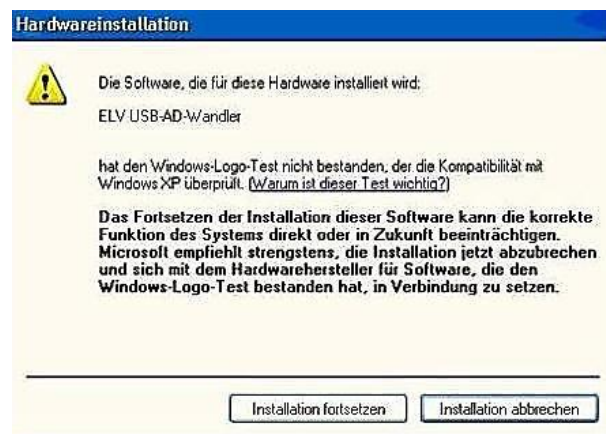 Hardwareinstallation
Die Software, die für diese Hardware installiert wird:
ELV USB-AD-Wandler
hat den Windows-Logo-Test nicht bestanden, der die Kompatibilität mit
Windows XP überprüft. (Warum ist dieser Test wichtig?)
Das Fortsetzen der Installation dieser Software kann die korrekte
Funktion des Systems direkt oder in Zukunft beeinträchtigen.
Microsoft empfiehlt strengstens, die Installation jetzt abzubrechen
und sich mit dem Hardwarehersteller für Software, die den
Windows-Logo-Test bestanden hat, in Verbindung zu setzen.
Installation fortsetzen
Installation abbrechen